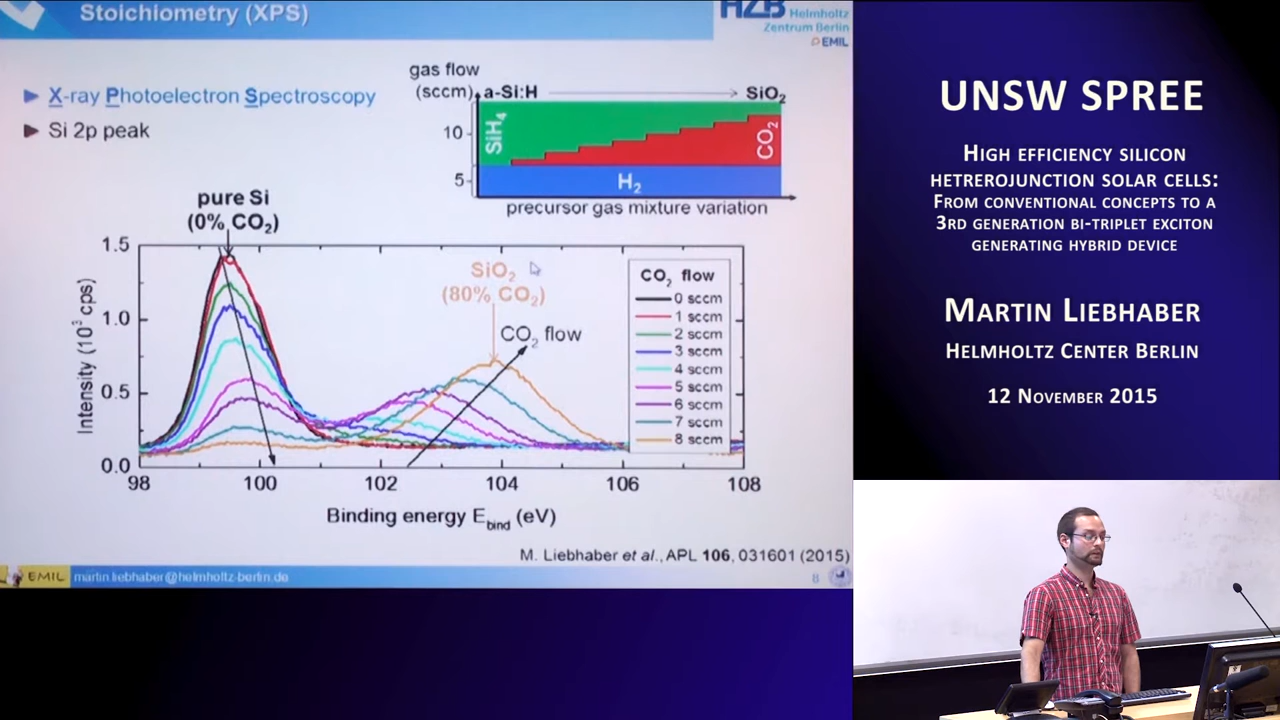 Stoichiometry (XPS)
HZB Helmholtz
Zentrum Berlin
EMIL
X-ray Photoelectron Spectroscopy
Si 2p peak
gas flow
(sccm)
a-Si:H
SiO2
10
5
SiH4
CO2
H2
precursor gas mixture variation
pure Si
(0% CO2)
SiO2
(80% CO2)
CO2 flow
CO2 flow
0 sccm
1 sccm
2 sccm
3 sccm
4 sccm
5 sccm
6 sccm
7 sccm
8 sccm
1.5
1.0
0.5
0.0
Intensity (10³ cps)
98 100 102 104 106 108
Binding energy Ebind (eV)
M. Liebhaber et al., APL 106, 031601 (2015)
EMIL martin.liebhaber@helmholtz-berlin.de
8
UNSW SPREE
High efficiency silicon
hetrerojunction solar cells:
From conventional concepts to a
3rd generation bi-triplet exciton
generating hybrid device
Martin Liebhaber
Helmholtz Center Berlin
12 November 2015